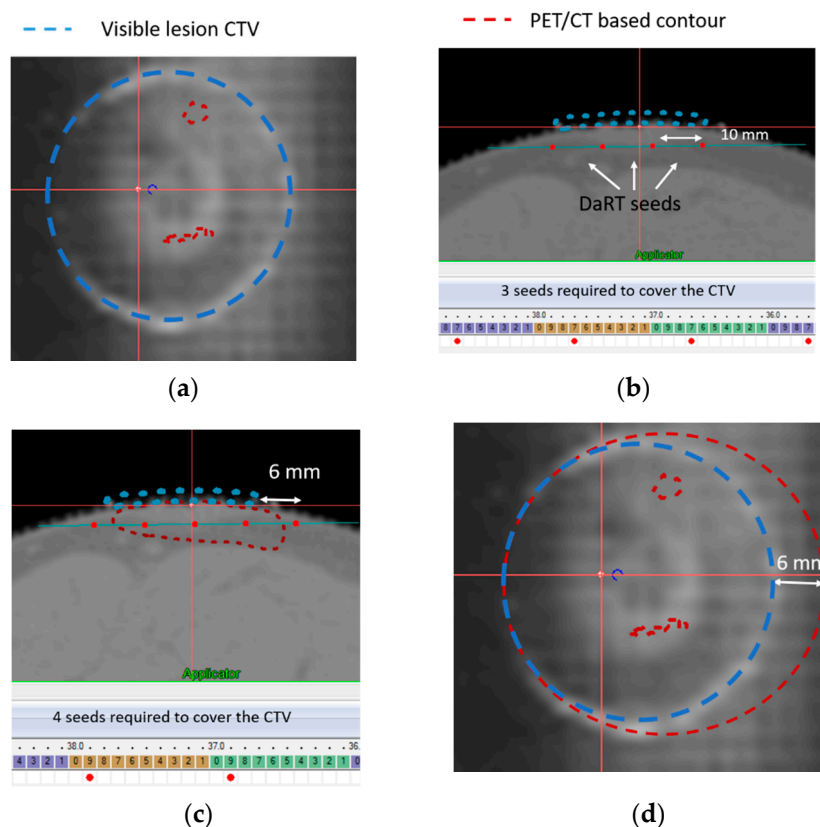 Visible lesion CTV
PET/CT based contour
(a)
10 mm
DaRT seeds
Applicator
3 seeds required to cover the CTV
38.0 37.0 36.0
8 7 6 5 4 3 2 1 0 9 8 7 6 5 4 3 2 1 0 9 8 7 6 5 4 3 2 1 0 9 8 7
(b)
6 mm
Applicator
4 seeds required to cover the CTV
38.0 37.0 36.
4 3 2 1 0 9 8 7 6 5 4 3 2 1 0 9 8 7 6 5 4 3 2 1 0
(c)
6 mm
(d)